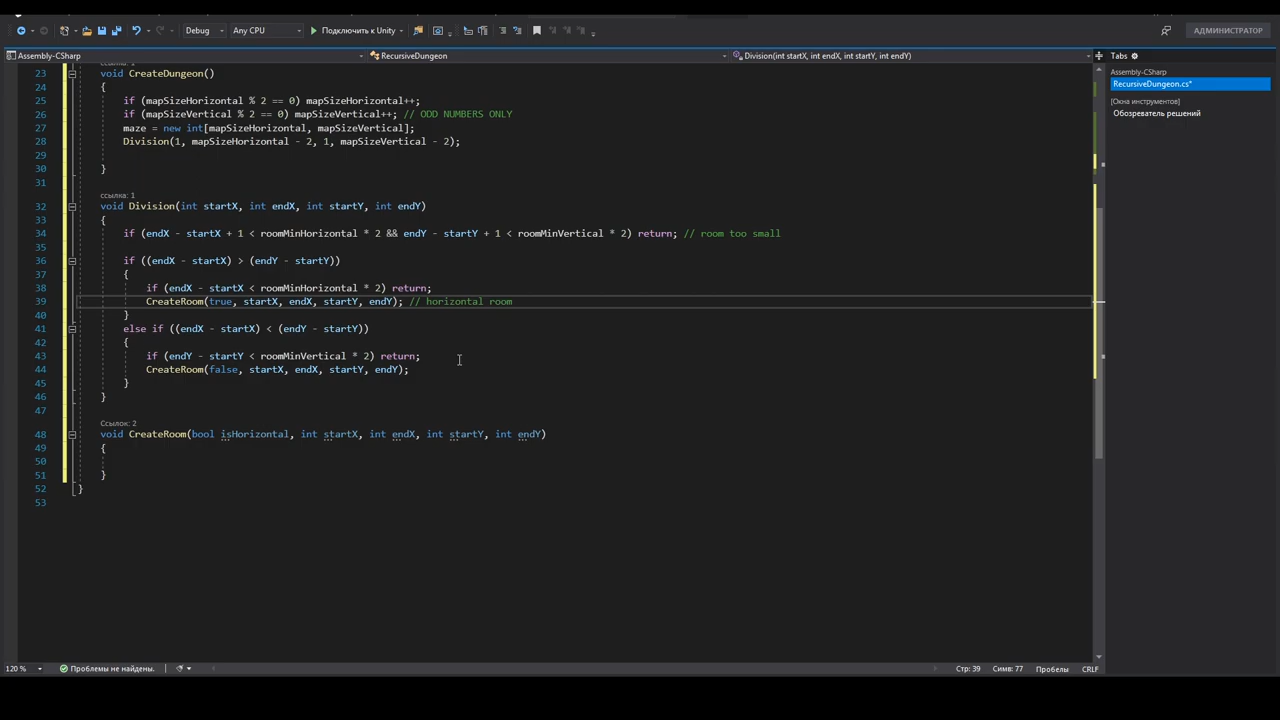 Debug Any CPU Подключить к Unity АДМИНИСТРАТОР
Assembly-CSharp RecursiveDungeon Division(int startX, int endX, int startY, int endY) Tabs
Assembly-CSharp
RecursiveDungeon.cs*
[Окна инструментов]
Обозреватель решений
23 void CreateDungeon()
24 {
25 if (mapSizeHorizontal % 2 == 0) mapSizeHorizontal++;
26 if (mapSizeVertical % 2 == 0) mapSizeVertical++; // ODD NUMBERS ONLY
27 maze = new int[mapSizeHorizontal, mapSizeVertical];
28 Division(1, mapSizeHorizontal - 2, 1, mapSizeVertical - 2);
29
30 }
31
ссылка: 1
32 void Division(int startX, int endX, int startY, int endY)
33 {
34 if (endX - startX + 1 < roomMinHorizontal * 2 && endY - startY + 1 < roomMinVertical * 2) return; // room too small
35
36 if ((endX - startX) > (endY - startY))
37 {
38 if (endX - startX < roomMinHorizontal * 2) return;
39 CreateRoom(true, startX, endX, startY, endY); // horizontal room
40 }
41 else if ((endX - startX) < (endY - startY))
42 {
43 if (endY - startY < roomMinVertical * 2) return;
44 CreateRoom(false, startX, endX, startY, endY);
45 }
46 }
47
Ссылок: 2
48 void CreateRoom(bool isHorizontal, int startX, int endX, int startY, int endY)
49 {
50
51 }
52 }
53
120 % Проблемы не найдены. Стр: 39 Симв: 77 Пробелы CRLF